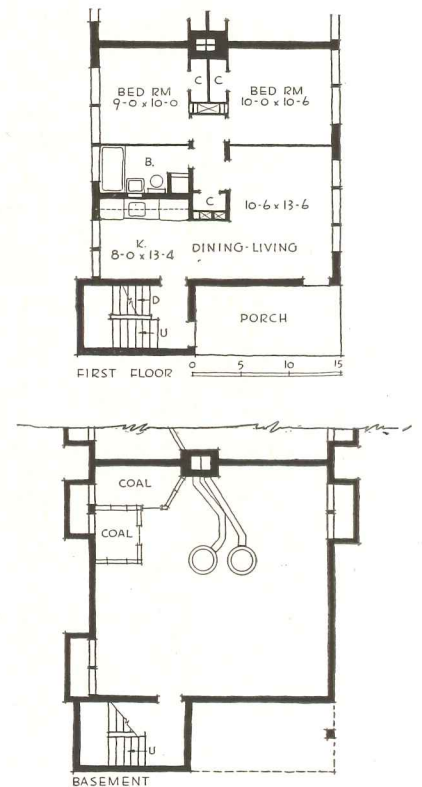 BED RM
9-0 x 10-0
C
C
BED RM
10-0 x 10-6
B.
C
10-6 x 13-6
K.
8-0 x 13-4
DINING-LIVING
D
U
PORCH
FIRST FLOOR
0 5 10 15
COAL
COAL
U
BASEMENT